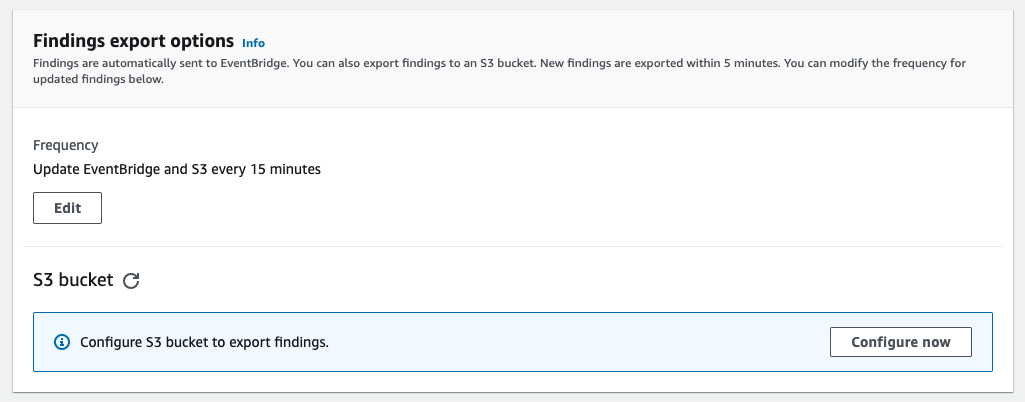 Findings export options Info
Findings are automatically sent to EventBridge. You can also export findings to an S3 bucket. New findings are exported within 5 minutes. You can modify the frequency for
updated findings below.
Frequency
Update EventBridge and S3 every 15 minutes
Edit
S3 bucket
Configure S3 bucket to export findings.
Configure now